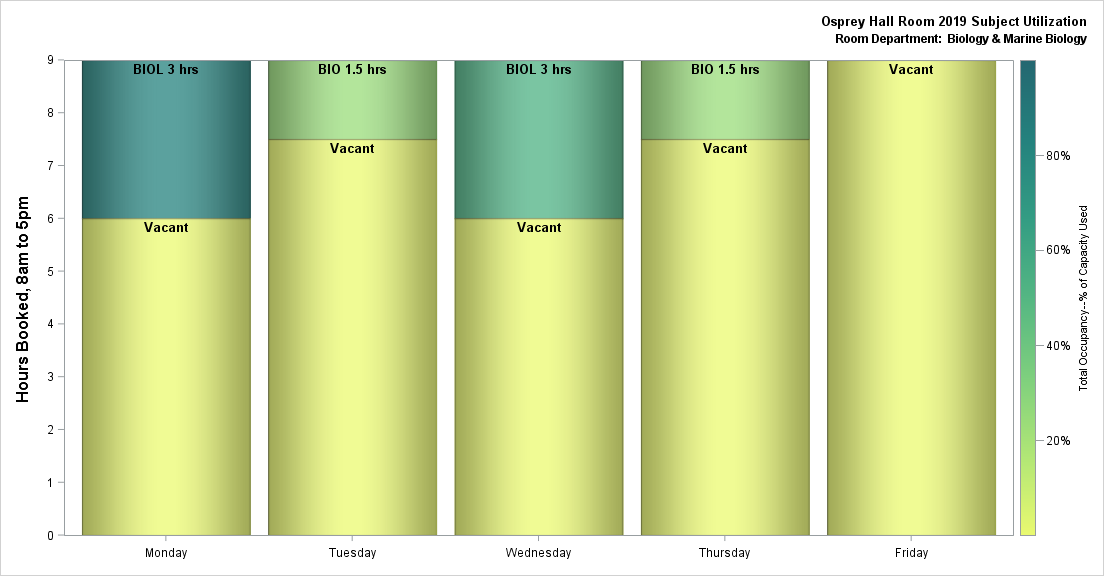 Osprey Hall Room 2019 Subject Utilization
Room Department: Biology & Marine Biology
Hours Booked, 8am to 5pm
9
8
7
6
5
4
3
2
1
0
BIOL 3 hrs
BIO 1.5 hrs
BIOL 3 hrs
BIO 1.5 hrs
Vacant
Vacant
Vacant
Vacant
Vacant
Monday
Tuesday
Wednesday
Thursday
Friday
80%
60%
40%
20%
Total Occupancy--% of Capacity Used